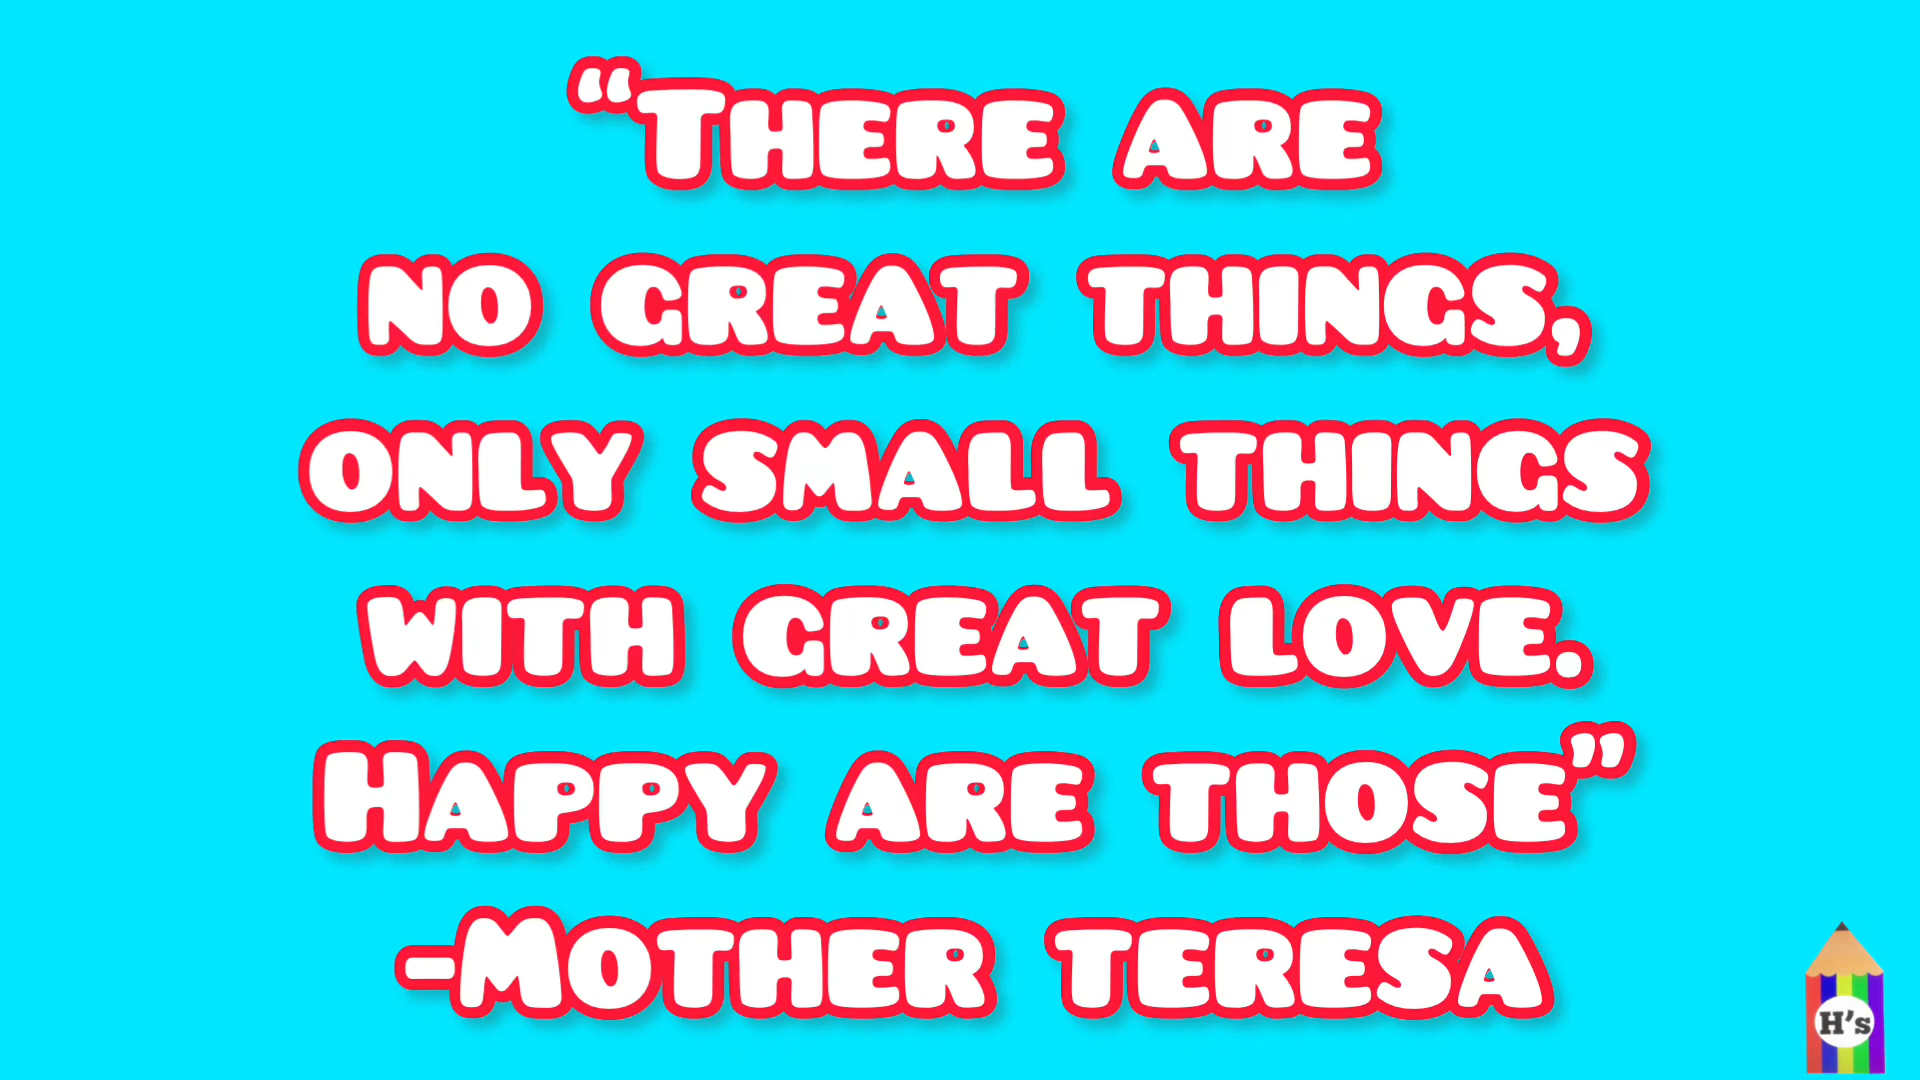 “There are
no great things,
only small things
with great love.
Happy are those”
-Mother teresa
H's